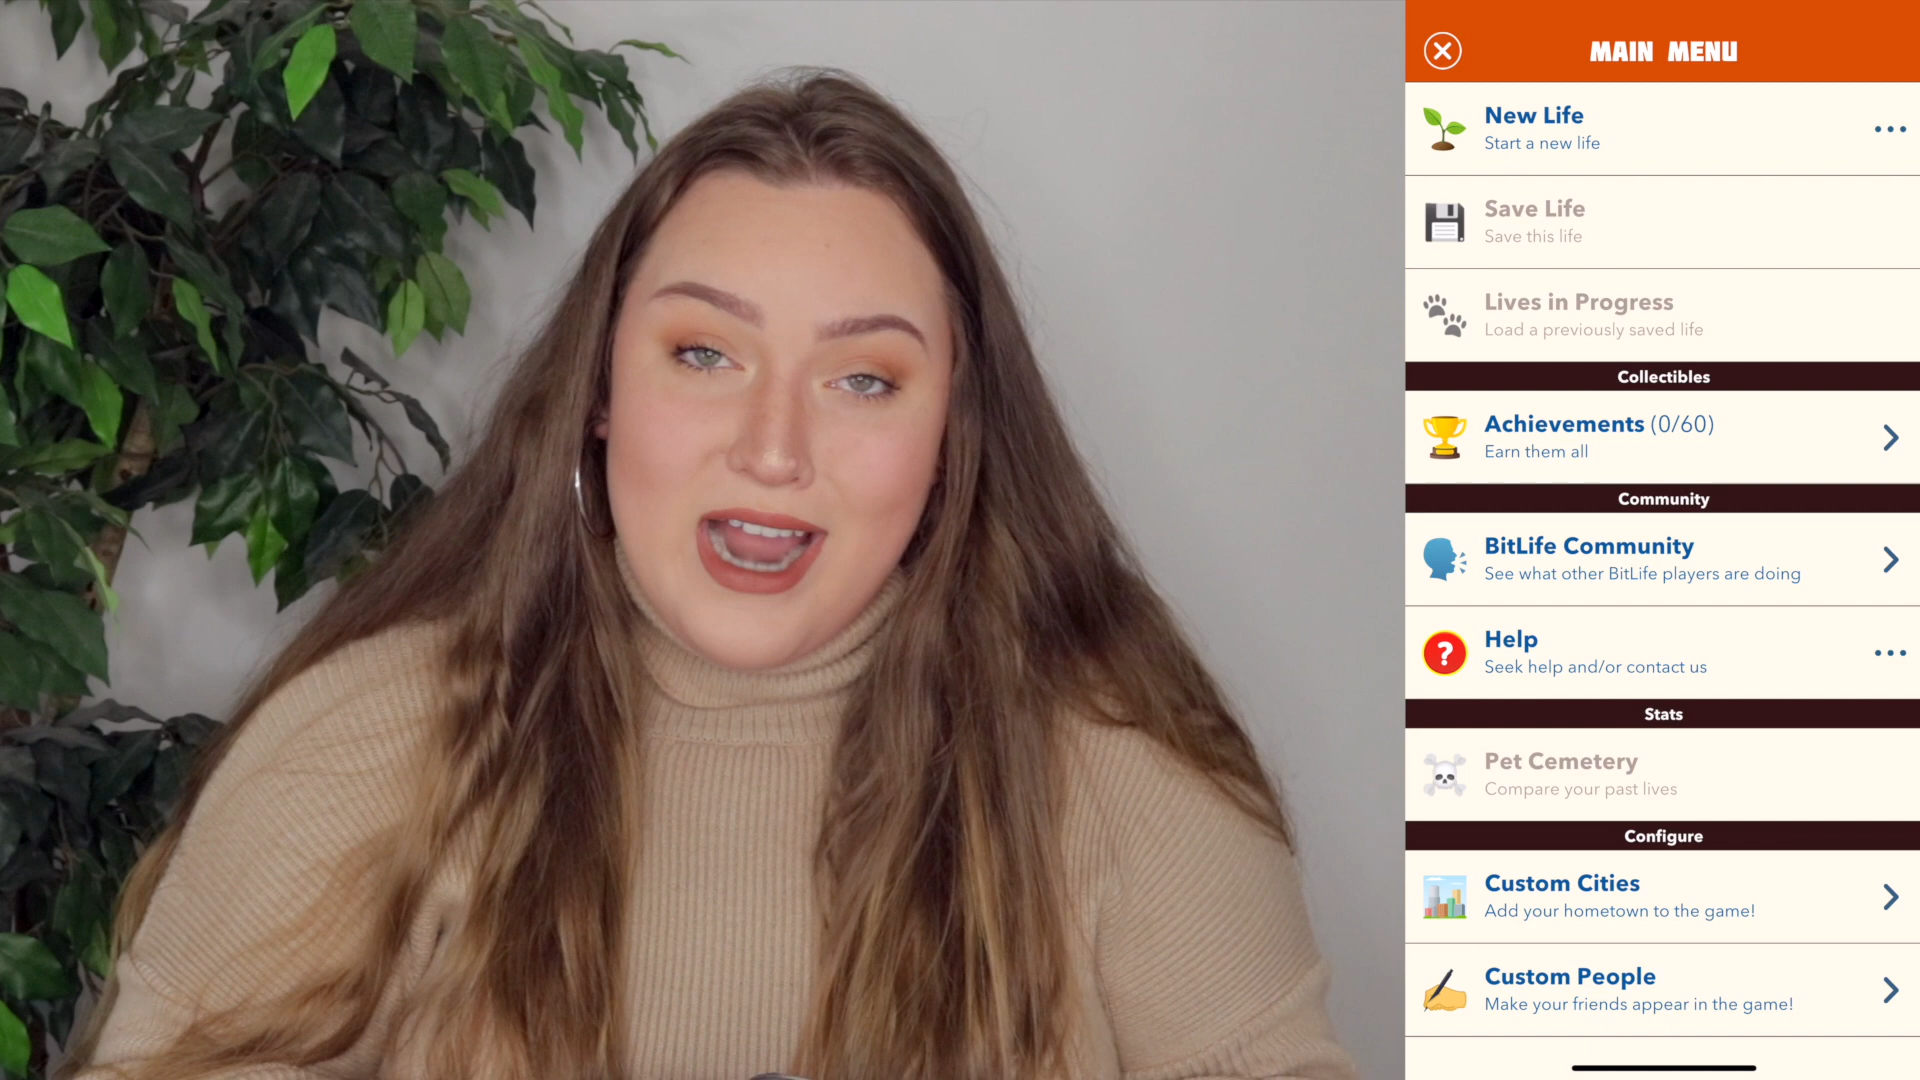 MAIN MENU
New Life
Start a new life
Save Life
Save this life
Lives in Progress
Load a previously saved life
Collectibles
Achievements (0/60)
Earn them all
Community
BitLife Community
See what other BitLife players are doing
Help
Seek help and/or contact us
Stats
Pet Cemetery
Compare your past lives
Configure
Custom Cities
Add your hometown to the game!
Custom People
Make your friends appear in the game!